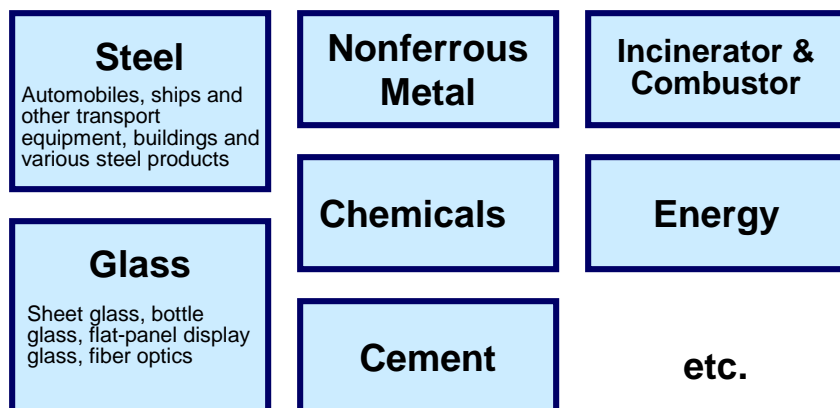 Steel
Automobiles, ships and
other transport
equipment, buildings and
various steel products
Nonferrous
Metal
Incinerator &
Combustor
Chemicals
Energy
Glass
Sheet glass, bottle
glass, flat-panel display
glass, fiber optics
Cement
etc.